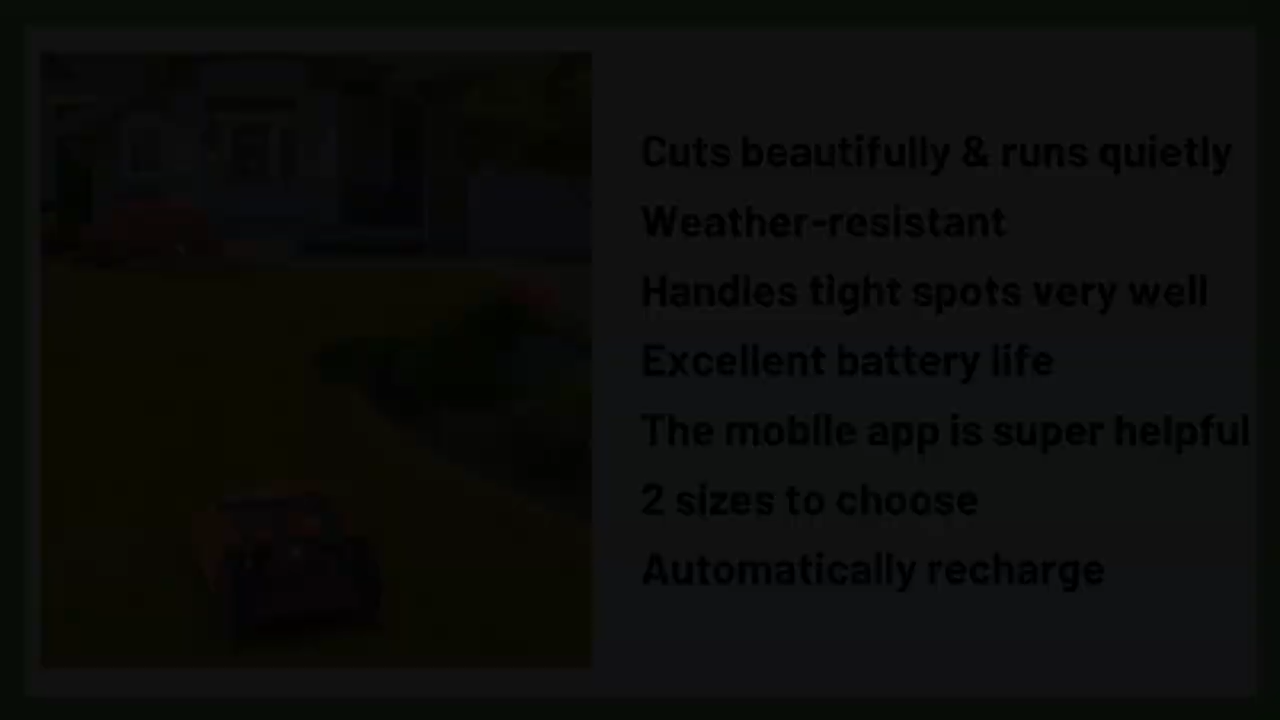 Cuts beautifully & runs quietly
Weather-resistant
Handles tight spots very well
Excellent battery life
The mobile app is super helpful
2 sizes to choose
Automatically recharge